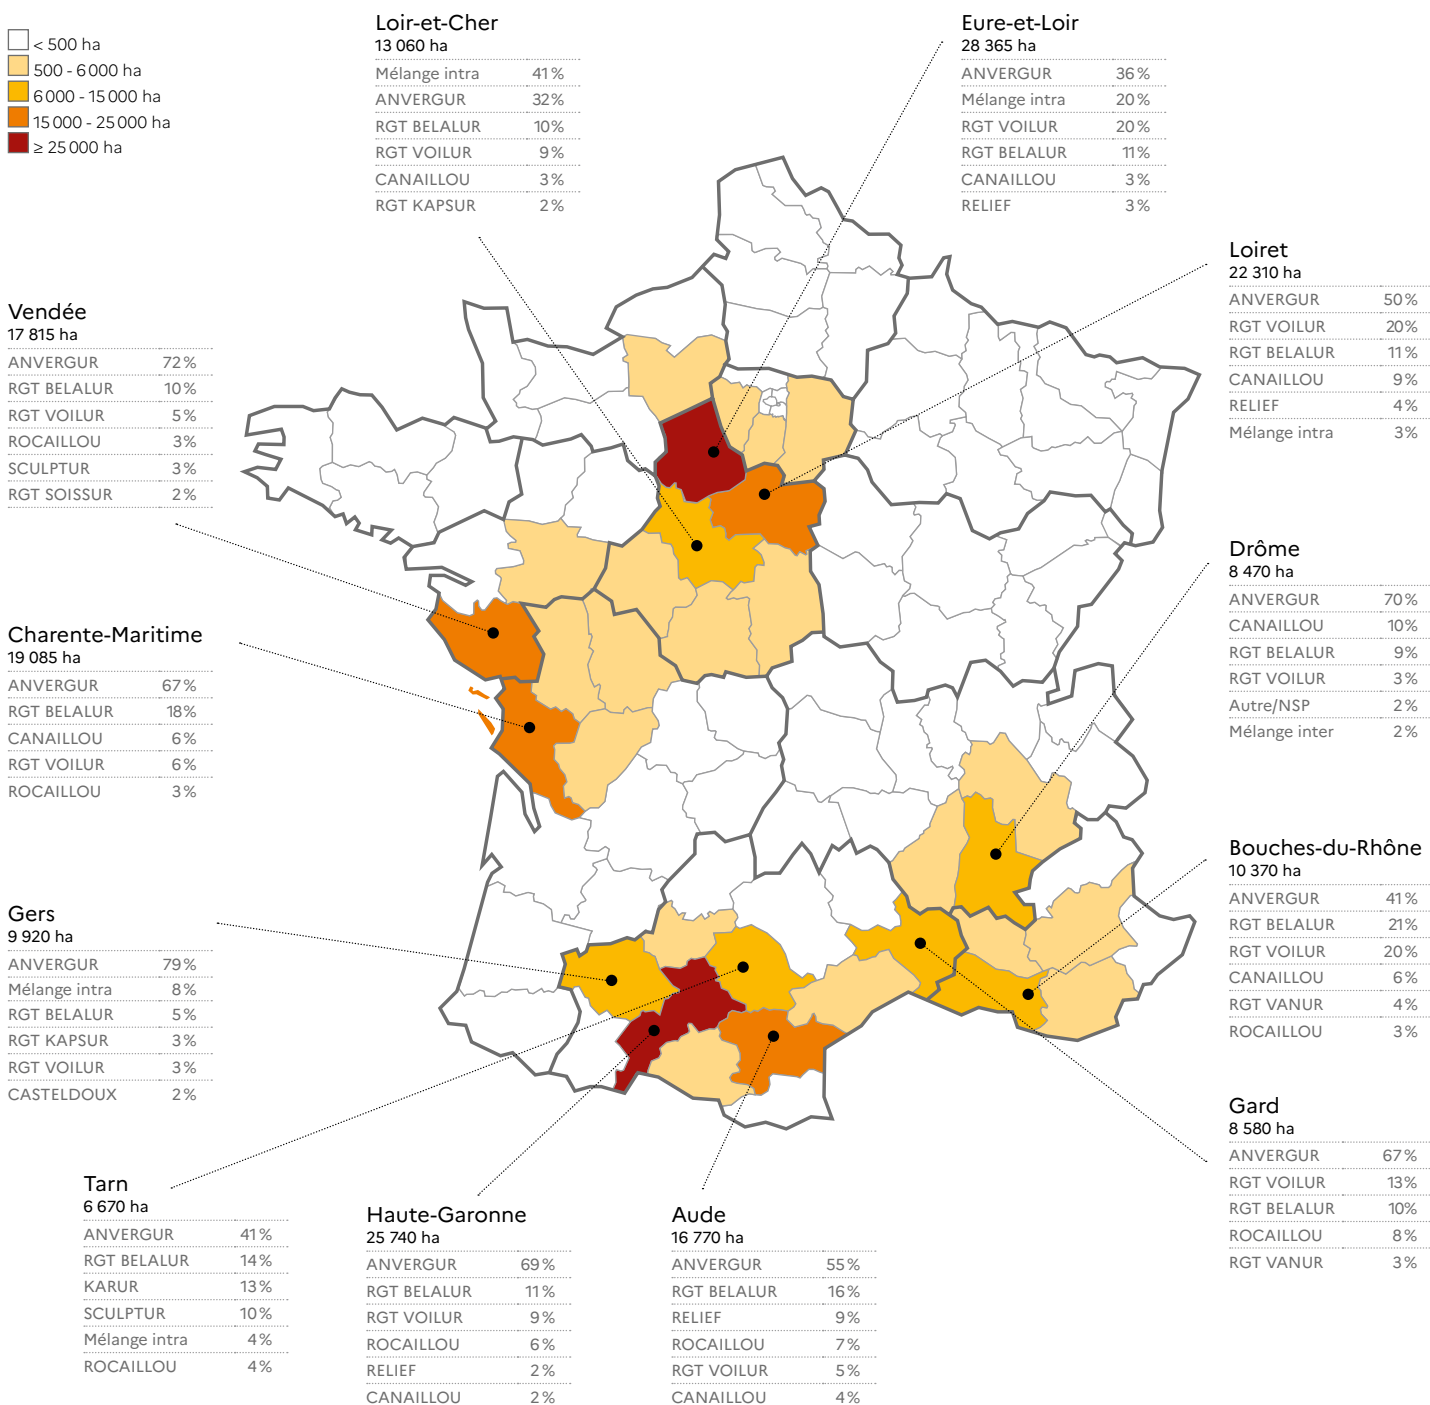 < 500 ha
500 - 6 000 ha
6 000 - 15 000 ha
15 000 - 25 000 ha
≥ 25 000 ha
Loir-et-Cher
13 060 ha
Mélange intra 41 %
ANVERGUR 32 %
RGT BELALUR 10 %
RGT VOILUR 9 %
CANAILLOU 3 %
RGT KAPSUR 2 %
Eure-et-Loir
28 365 ha
ANVERGUR 36 %
Mélange intra 20 %
RGT VOILUR 20 %
RGT BELALUR 11 %
CANAILLOU 3 %
RELIEF 3 %
Loiret
22 310 ha
ANVERGUR 50 %
RGT VOILUR 20 %
RGT BELALUR 11 %
CANAILLOU 9 %
RELIEF 4 %
Mélange intra 3 %
Vendée
17 815 ha
ANVERGUR 72 %
RGT BELALUR 10 %
RGT VOILUR 5 %
ROCAILLOU 3 %
SCULPTUR 3 %
RGT SOISSUR 2 %
Drôme
8 470 ha
ANVERGUR 70 %
CANAILLOU 10 %
RGT BELALUR 9 %
RGT VOILUR 3 %
Autre/NSP 2 %
Mélange inter 2 %
Charente-Maritime
19 085 ha
ANVERGUR 67 %
RGT BELALUR 18 %
CANAILLOU 6 %
RGT VOILUR 6 %
ROCAILLOU 3 %
Bouches-du-Rhône
10 370 ha
ANVERGUR 41 %
RGT BELALUR 21 %
RGT VOILUR 20 %
CANAILLOU 6 %
RGT VANUR 4 %
ROCAILLOU 3 %
Gers
9 920 ha
ANVERGUR 79 %
Mélange intra 8 %
RGT BELALUR 5 %
RGT KAPSUR 3 %
RGT VOILUR 3 %
CASTELDOUX 2 %
Gard
8 580 ha
ANVERGUR 67 %
RGT VOILUR 13 %
RGT BELALUR 10 %
ROCAILLOU 8 %
RGT VANUR 3 %
Tarn
6 670 ha
ANVERGUR 41 %
RGT BELALUR 14 %
KARUR 13 %
SCULPTUR 10 %
Mélange intra 4 %
ROCAILLOU 4 %
Haute-Garonne
25 740 ha
ANVERGUR 69 %
RGT BELALUR 11 %
RGT VOILUR 9 %
ROCAILLOU 6 %
RELIEF 2 %
CANAILLOU 2 %
Aude
16 770 ha
ANVERGUR 55 %
RGT BELALUR 16 %
RELIEF 9 %
ROCAILLOU 7 %
RGT VOILUR 5 %
CANAILLOU 4 %